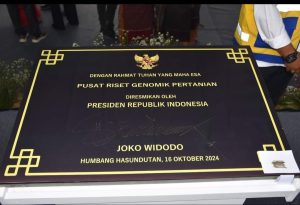 DENGAN RAHMAT TUHAN YANG MAHA ESA
PUSAT RISET GENOMIK PERTANIAN
DIRESMIKAN OLEH
PRESIDEN REPUBLIK INDONESIA
JOKO WIDODO
HUMBANG HASUNDUTAN, 16 OKTOBER 2024